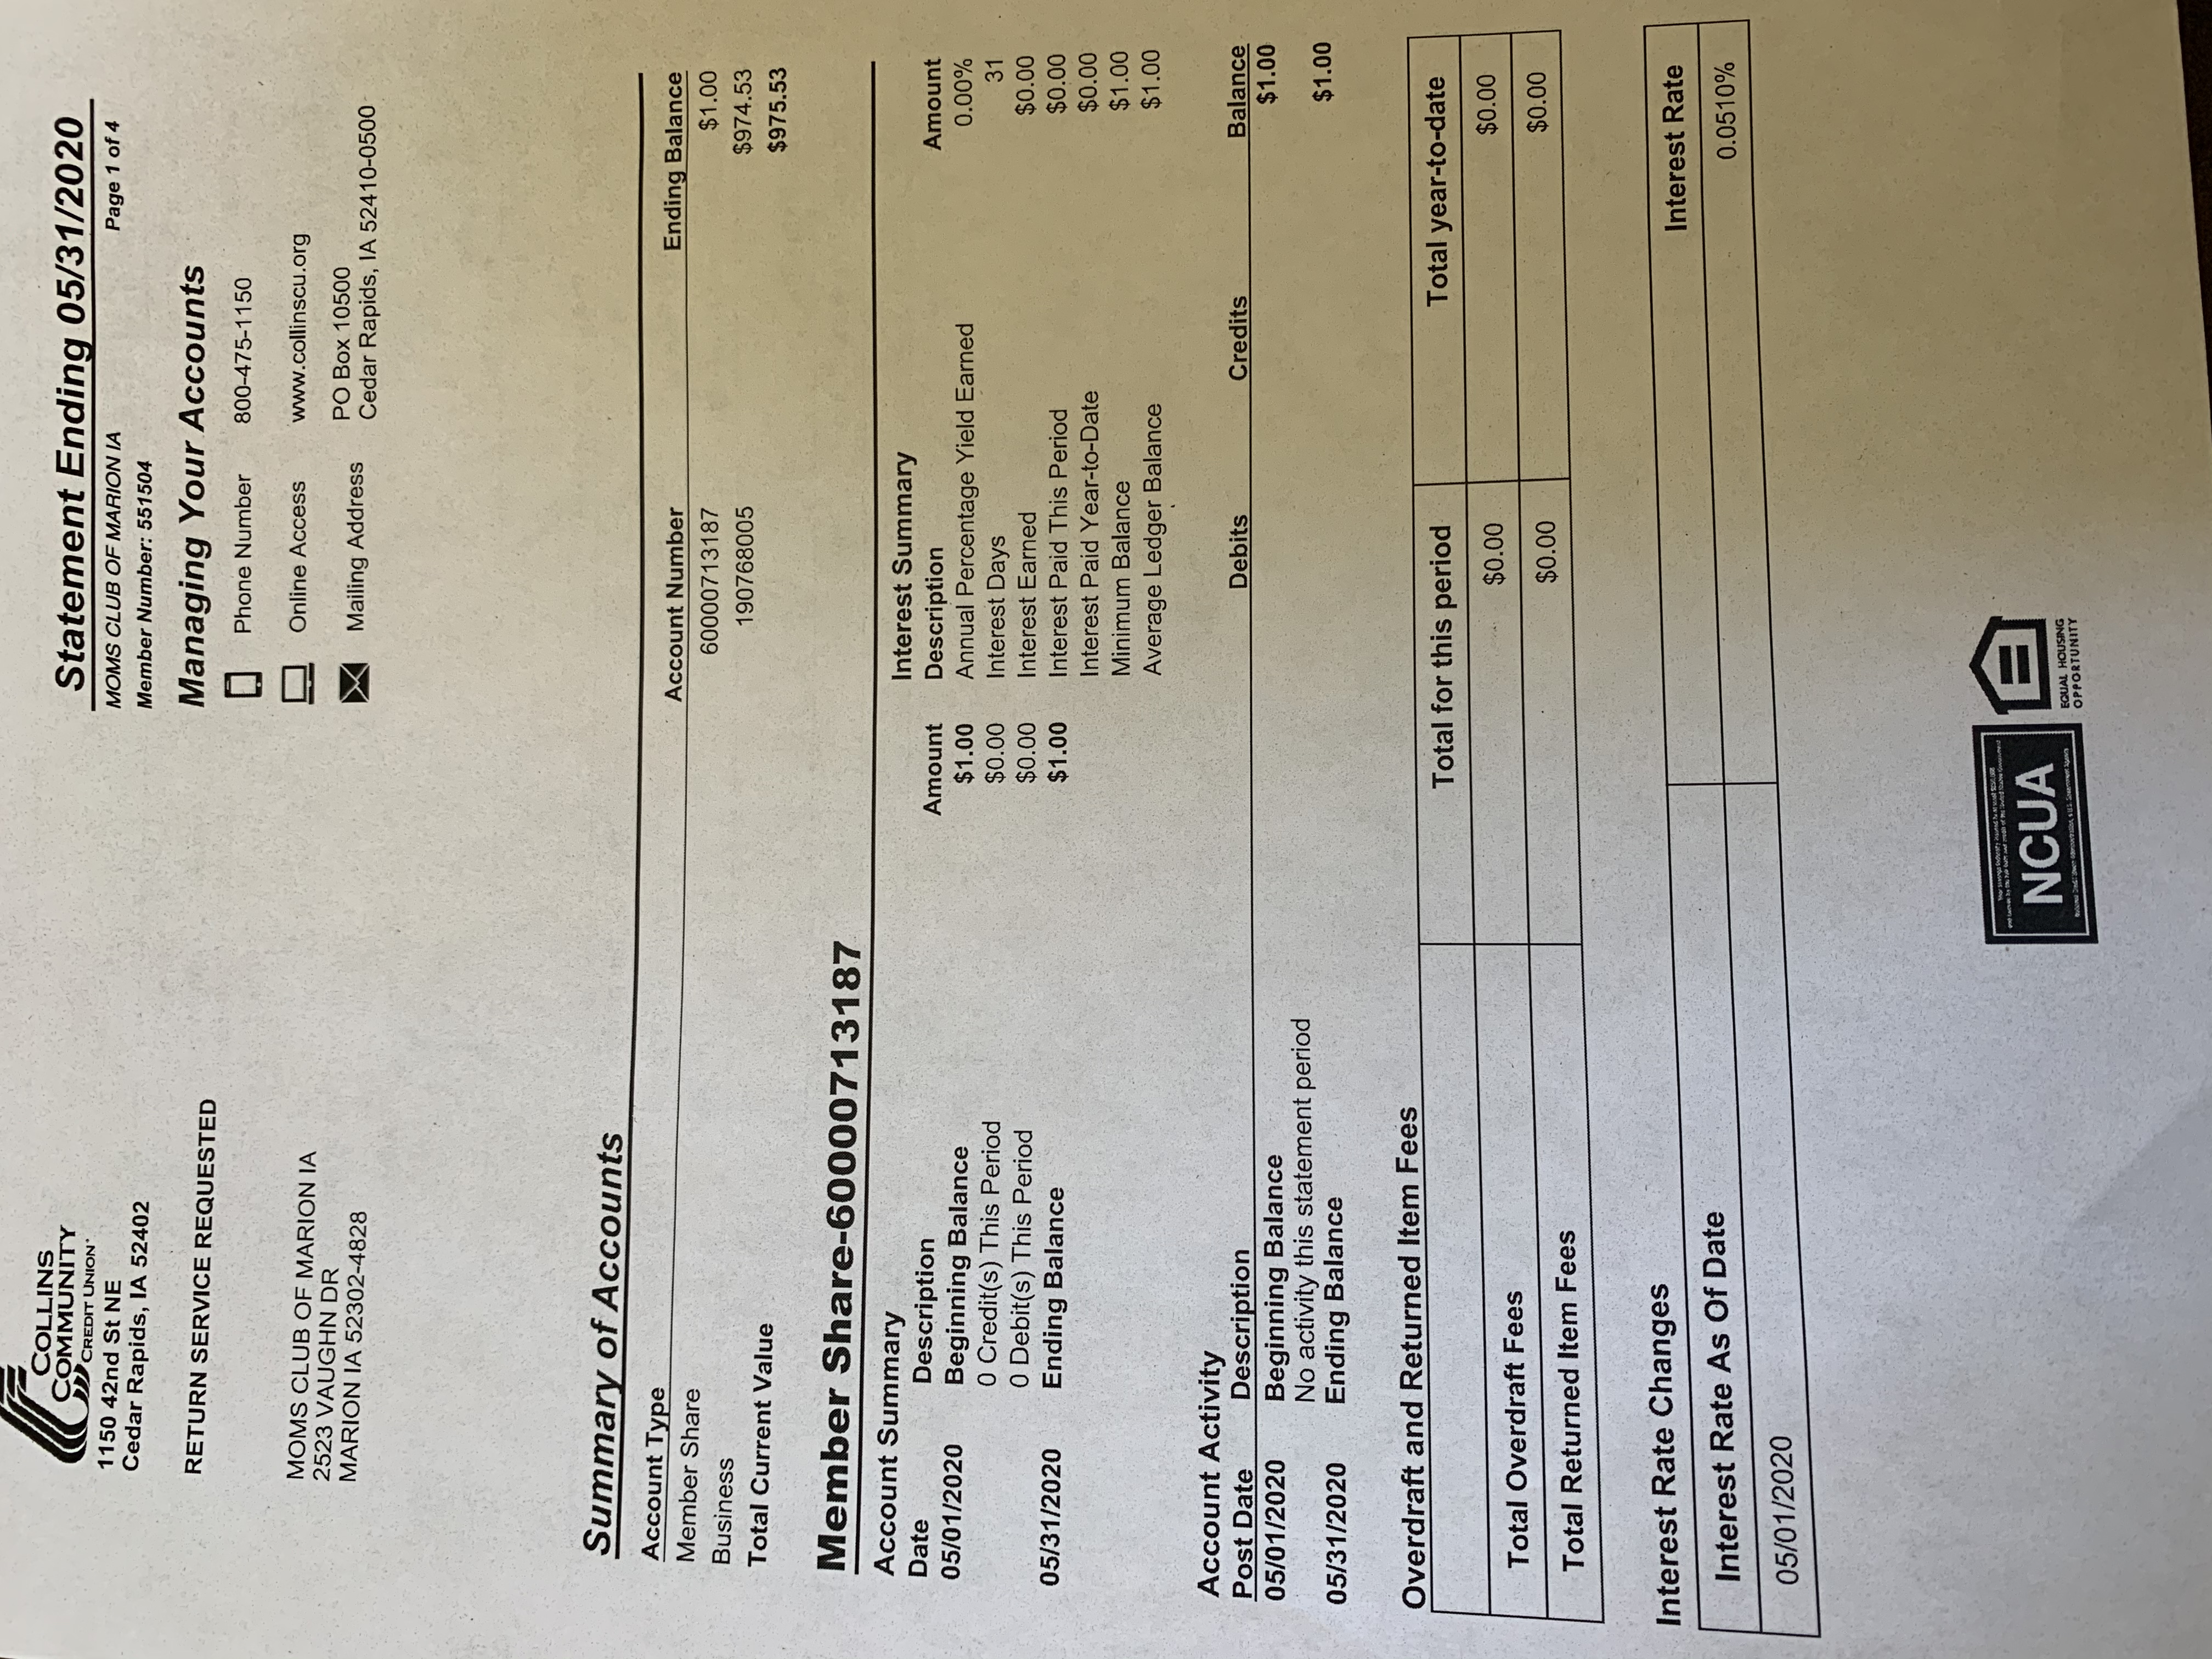 COLLINS
COMMUNITY
CREDIT UNION
1150 42nd St NE
Cedar Rapids, IA 52402
RETURN SERVICE REQUESTED
MOMS CLUB OF MARION IA
2523 VAUGHN DR
MARION IA 52302-4828
Statement Ending 05/31/2020
MOMS CLUB OF MARION IA Page 1 of 4
Member Number: 551504
Managing Your Accounts
Phone Number 800-475-1150
Online Access www.collinscu.org
Mailing Address PO Box 10500
Cedar Rapids, IA 52410-0500
Summary of Accounts
Account Type Account Number Ending Balance
Member Share 60000713187 $1.00
Business 190768005 $974.53
Total Current Value $975.53
Member Share-60000713187
Account Summary
Date Description Amount
05/01/2020 Beginning Balance $1.00
0 Credit(s) This Period $0.00
0 Debit(s) This Period $0.00
05/31/2020 Ending Balance $1.00
Interest Summary
Description Amount
Annual Percentage Yield Earned 0.00%
Interest Days 31
Interest Earned $0.00
Interest Paid This Period $0.00
Interest Paid Year-to-Date $0.00
Minimum Balance $1.00
Average Ledger Balance $1.00
Account Activity
Post Date Description Debits Credits Balance
05/01/2020 Beginning Balance $1.00
No activity this statement period
05/31/2020 Ending Balance $1.00
Overdraft and Returned Item Fees
Total for this period Total year-to-date
Total Overdraft Fees $0.00 $0.00
Total Returned Item Fees $0.00 $0.00
Interest Rate Changes
Interest Rate As Of Date Interest Rate
05/01/2020 0.0510%
NCUA
EQUAL HOUSING
OPPORTUNITY